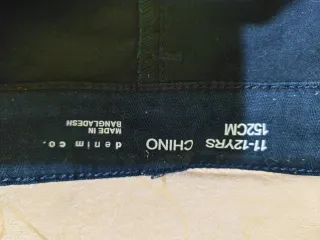 11-12YRS
152CM
CHINO
denim co.
MADE IN
BANGLADESH